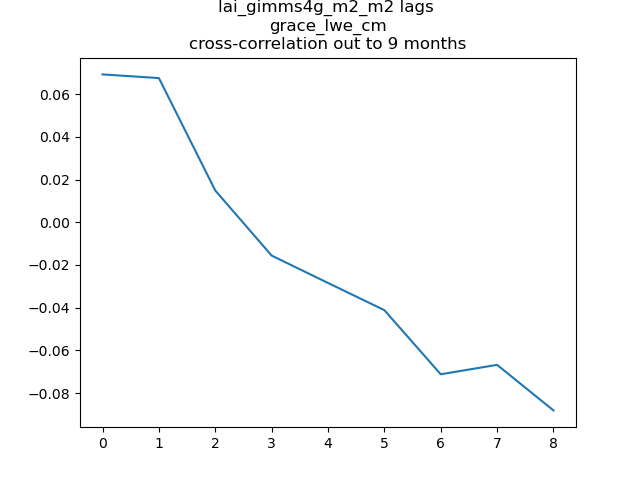 lai_gimms4g_m2_m2 lags
grace_lwe_cm
cross-correlation out to 9 months
0.06
0.04
0.02
0.00
−0.02
−0.04
−0.06
−0.08
0 1 2 3 4 5 6 7 8